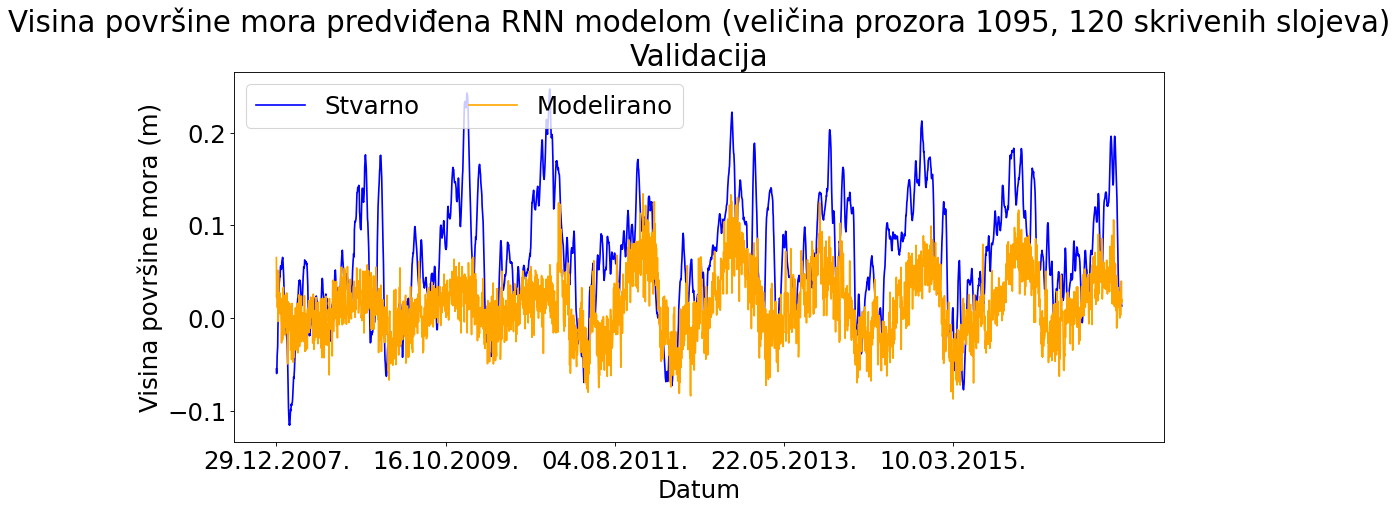 Visina površine mora predviđena RNN modelom (veličina prozora 1095, 120 skrivenih slojeva)
Validacija
Stvarno Modelirano
Visina površine mora (m)
0.2
0.1
0.0
−0.1
29.12.2007. 16.10.2009. 04.08.2011. 22.05.2013. 10.03.2015.
Datum